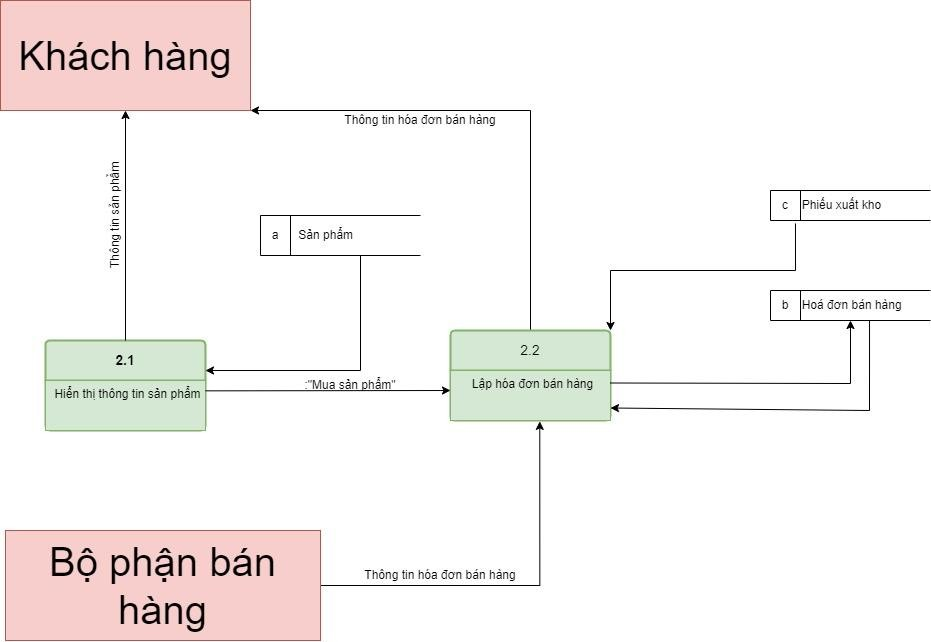 Khách hàng
Thông tin hóa đơn bán hàng
Thông tin sản phẩm
c
Phiếu xuất kho
a
Sản phẩm
b
Hoá đơn bán hàng
2.1
Hiển thị thông tin sản phẩm
:"Mua sản phẩm"
2.2
Lập hóa đơn bán hàng
Bộ phận bán
hàng
Thông tin hóa đơn bán hàng